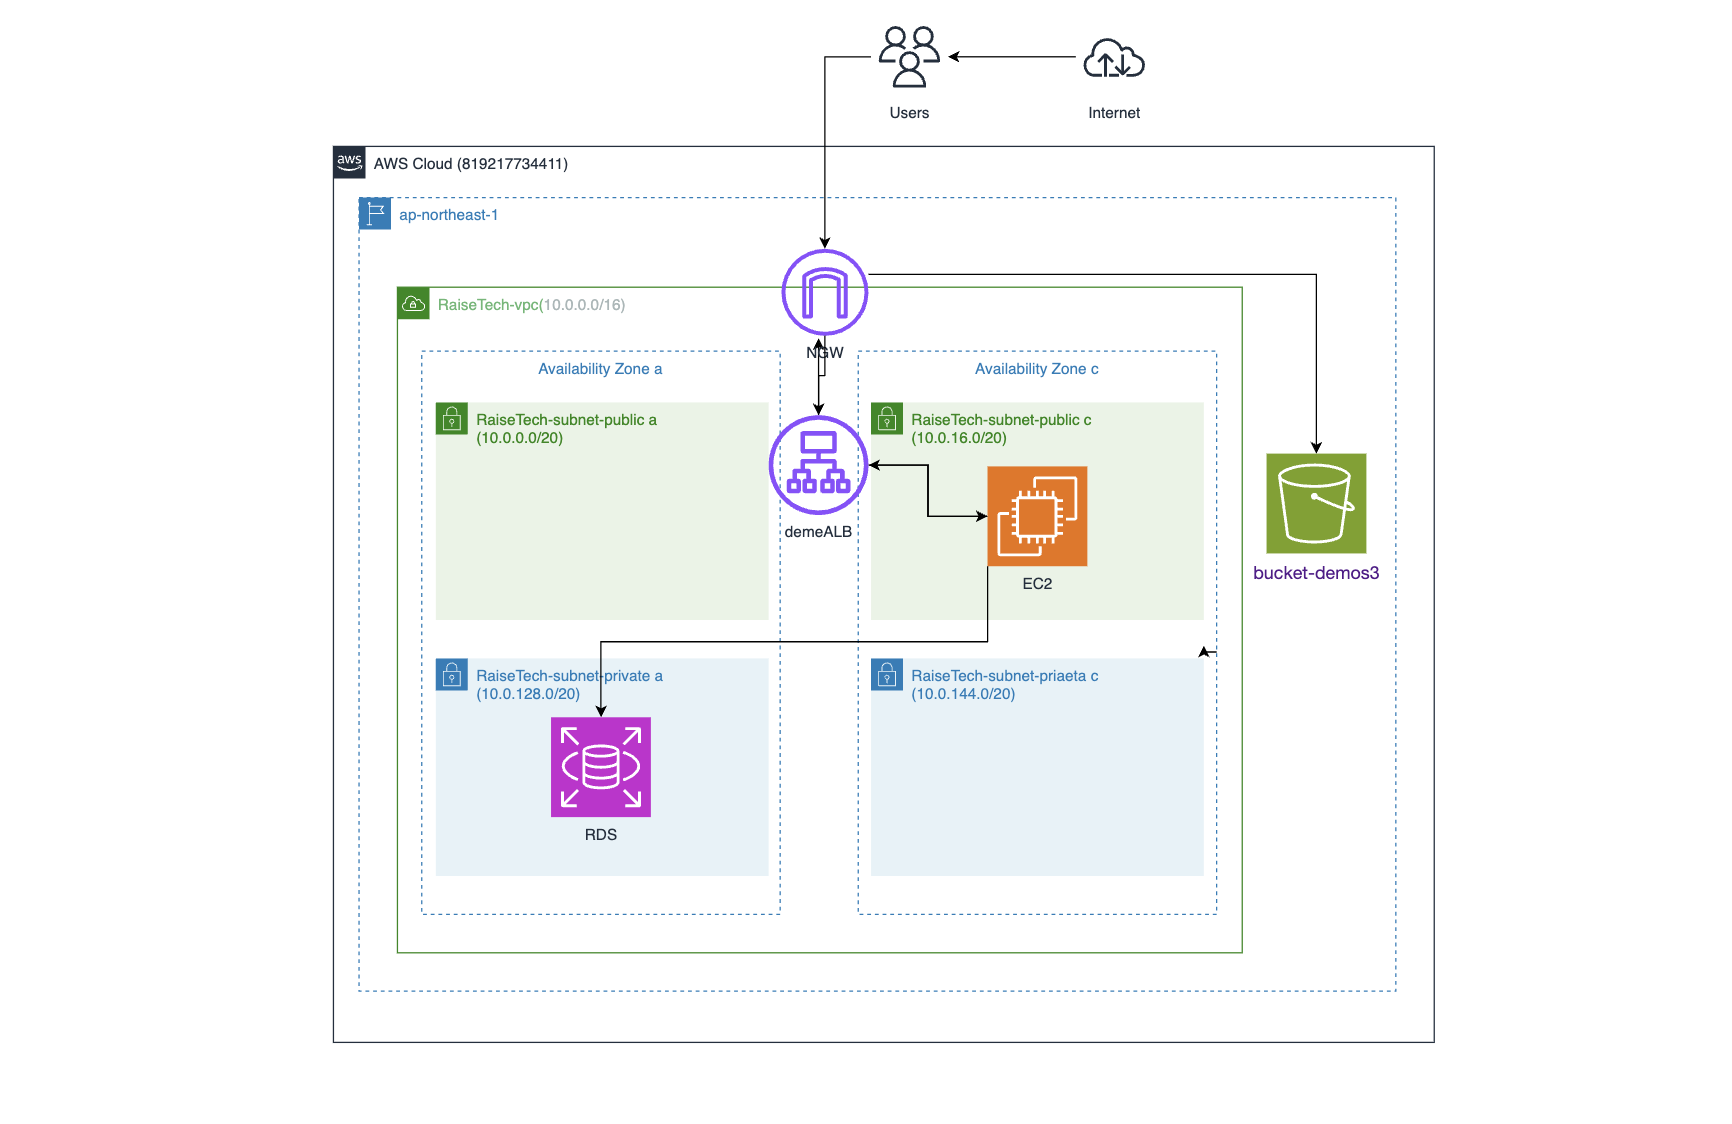 Users
Internet
aws
AWS Cloud (819217734411)
ap-northeast-1
RaiseTech-vpc(10.0.0.0/16)
NGW
Availability Zone a
Availability Zone c
RaiseTech-subnet-public a
(10.0.0.0/20)
RaiseTech-subnet-public c
(10.0.16.0/20)
demeALB
EC2
bucket-demos3
RaiseTech-subnet-private a
(10.0.128.0/20)
RaiseTech-subnet-priaeta c
(10.0.144.0/20)
RDS